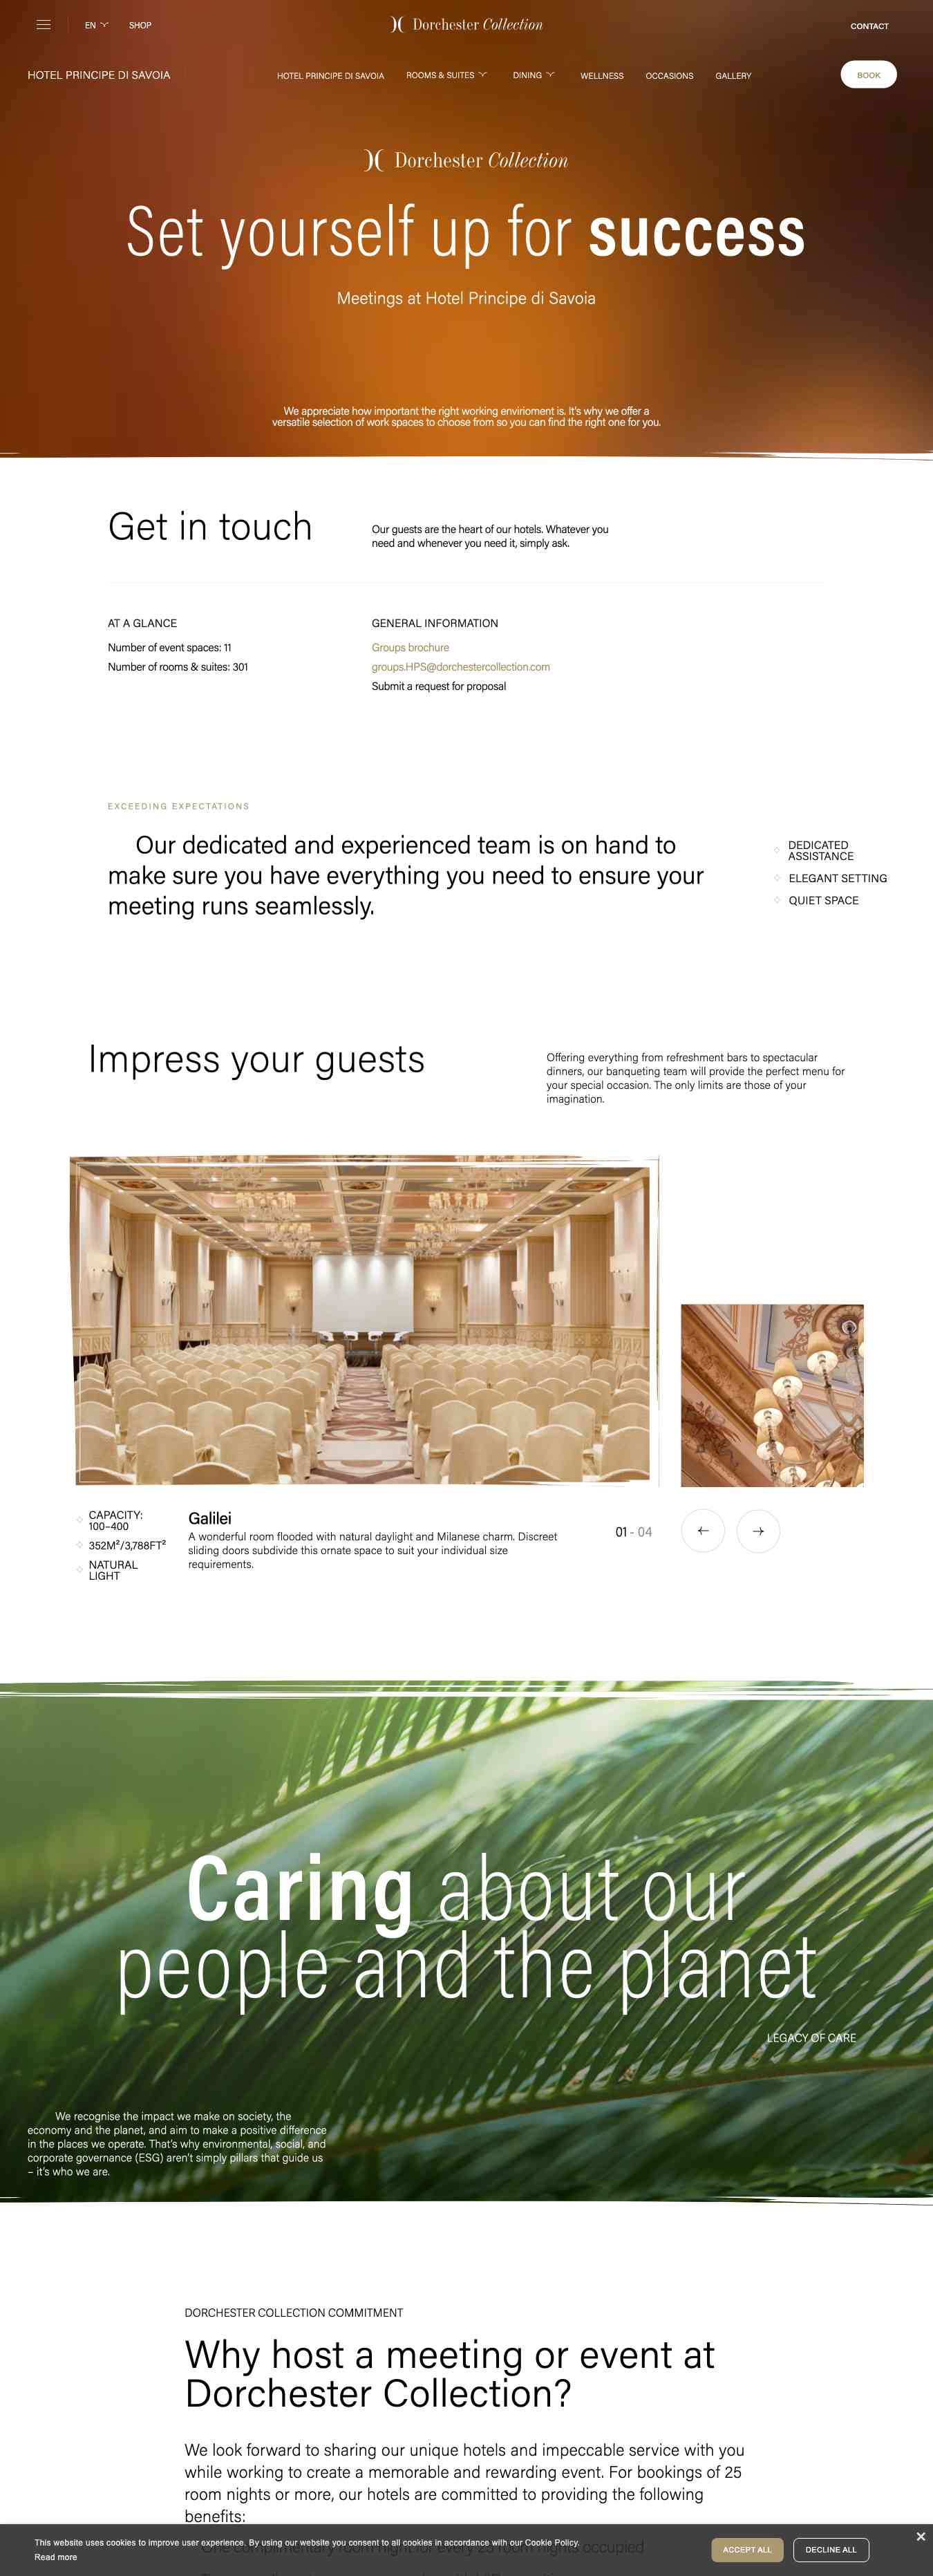 EN
SHOP
Dorchester Collection
CONTACT
HOTEL PRINCIPE DI SAVOIA
HOTEL PRINCIPE DI SAVOIA
ROOMS & SUITES
DINING
WELLNESS
OCCASIONS
GALLERY
BOOK
Dorchester Collection
Set yourself up for success
Meetings at Hotel Principe di Savoia
We appreciate how important the right working envirioment is. It's why we offer a
versatile selection of work spaces to choose from so you can find the right one for you.
Get in touch
Our guests are the heart of our hotels. Whatever you
need and whenever you need it, simply ask.
AT A GLANCE
Number of event spaces: 11
Number of rooms & suites: 301
GENERAL INFORMATION
Groups brochure
groups.HPS@dorchestercollection.com
Submit a request for proposal
EXCEEDING EXPECTATIONS
Our dedicated and experienced team is on hand to
make sure you have everything you need to ensure your
meeting runs seamlessly.
DEDICATED
ASSISTANCE
ELEGANT SETTING
QUIET SPACE
Impress your guests
Offering everything from refreshment bars to spectacular
dinners, our banqueting team will provide the perfect menu for
your special occasion. The only limits are those of your
imagination.
CAPACITY:
100–400
352M²/3,788FT²
NATURAL
LIGHT
Galilei
A wonderful room flooded with natural daylight and Milanese charm. Discreet
sliding doors subdivide this ornate space to suit your individual size
requirements.
01 - 04
Caring about our
people and the planet
LEGACY OF CARE
We recognise the impact we make on society, the
economy and the planet, and aim to make a positive difference
in the places we operate. That's why environmental, social, and
corporate governance (ESG) aren't simply pillars that guide us
– it's who we are.
DORCHESTER COLLECTION COMMITMENT
Why host a meeting or event at
Dorchester Collection?
We look forward to sharing our unique hotels and impeccable service with you
while working to create a memorable and rewarding event. For bookings of 25
room nights or more, our hotels are committed to providing the following
benefits:
One complimentary room night for every 25 room nights occupied
This website uses cookies to improve user experience. By using our website you consent to all cookies in accordance with our Cookie Policy.
Read more
ACCEPT ALL
DECLINE ALL